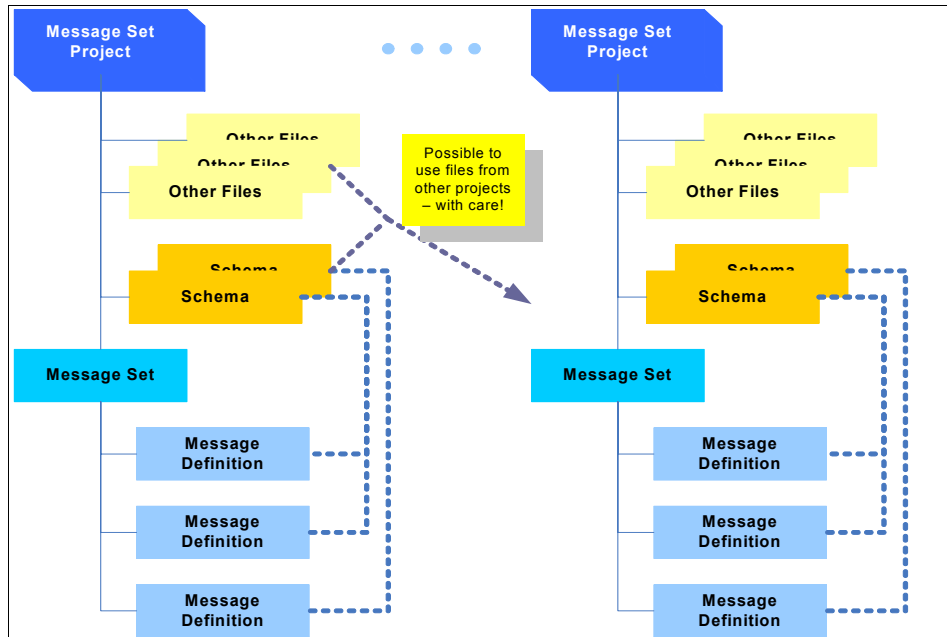 Message Set
Project
Message Set
Project
Other Files
Other Files
Other Files
Possible to
use files from
other projects
– with care!
Other Files
Other Files
Other Files
Schema
Schema
Schema
Schema
Message Set
Message Set
Message
Definition
Message
Definition
Message
Definition
Message
Definition
Message
Definition
Message
Definition